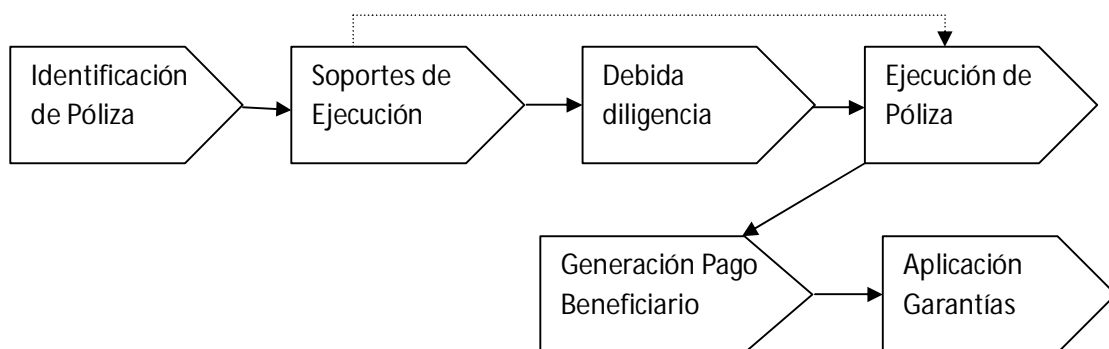 Identificación
de Póliza
Soportes de
Ejecución
Debida
diligencia
Ejecución de
Póliza
Generación Pago
Beneficiario
Aplicación
Garantías